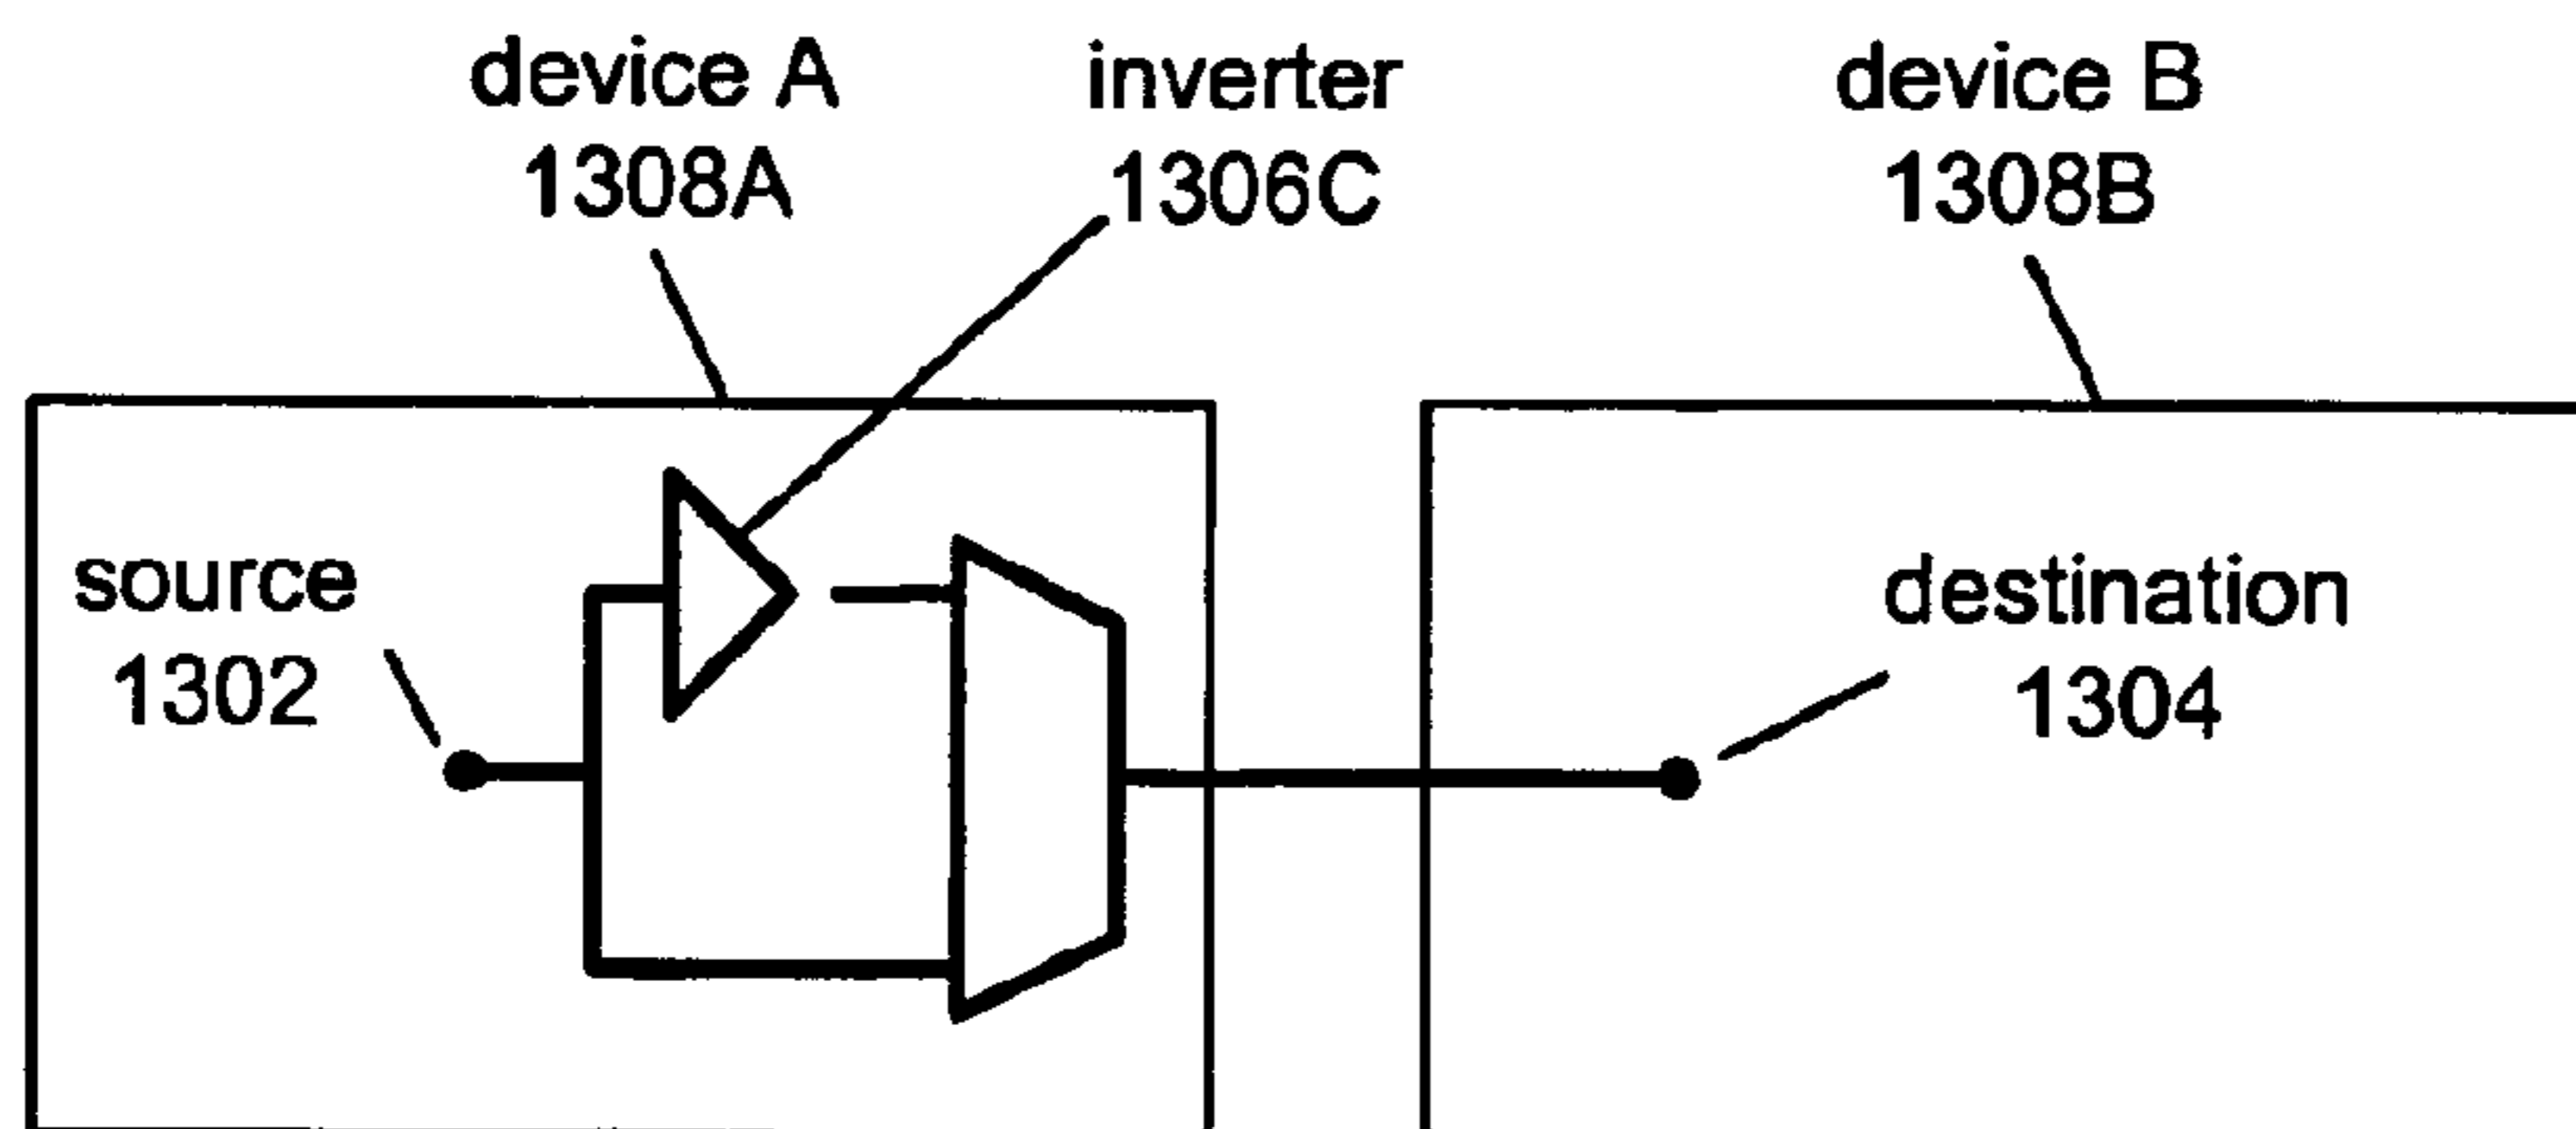 device A
1308A
inverter
1306C
device B
1308B
source
1302
destination
1304